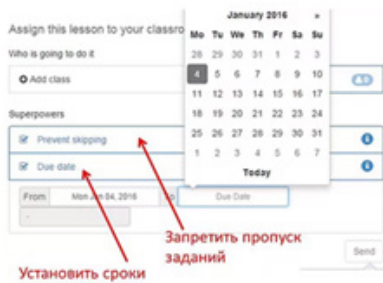 Assign this lesson to your classro
January 2016 »
Mo Tu We Th Fr Sa Su
Who is going to do it
28 29 30 31 1 2 3
Add class
4 5 6 7 8 9 10
11 12 13 14 15 16 17
Superpowers
18 19 20 21 22 23 24
Prevent skipping
25 26 27 28 29 30 31
Due date
1 2 3 4 5 6 7
Today
From Mon Jan 04, 2016 to Due Date
-
Запретить пропуск
заданий
Send
Установить сроки